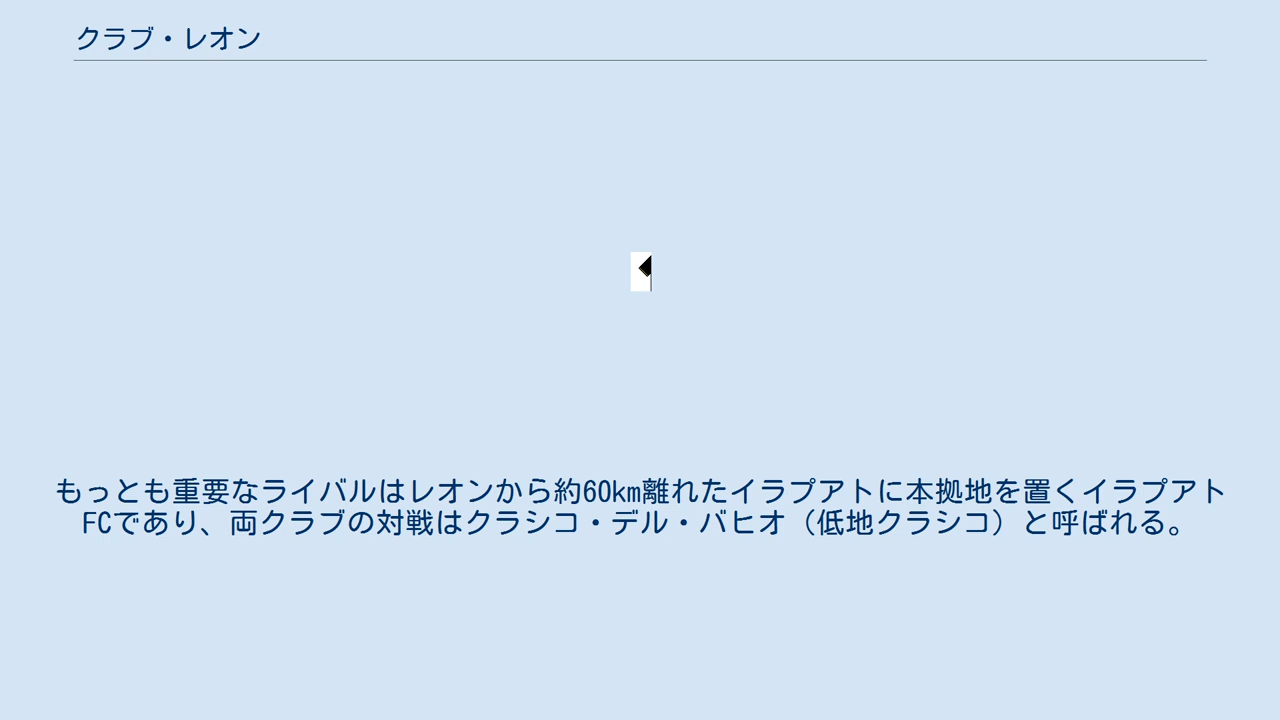 クラブ・レオン
もっとも重要なライバルはレオンから約60km離れたイラプアトに本拠地を置くイラプアト
FCであり、両クラブの対戦はクラシコ・デル・バヒオ（低地クラシコ）と呼ばれる。